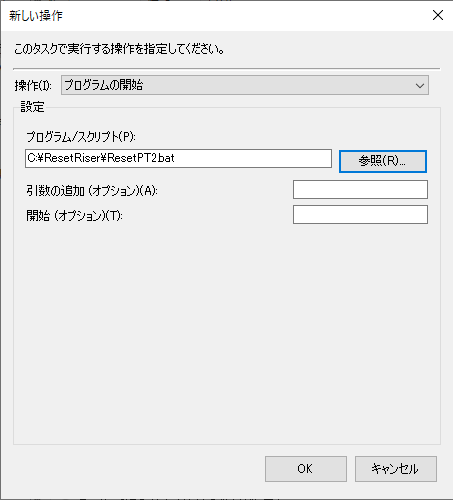 新しい操作
このタスクで実行する操作を指定してください。
操作(I): プログラムの開始
設定
プログラム/スクリプト(P):
C:¥ResetRiser¥ResetPT2.bat 参照(R)...
引数の追加 (オプション)(A):
開始 (オプション)(T):
OK キャンセル